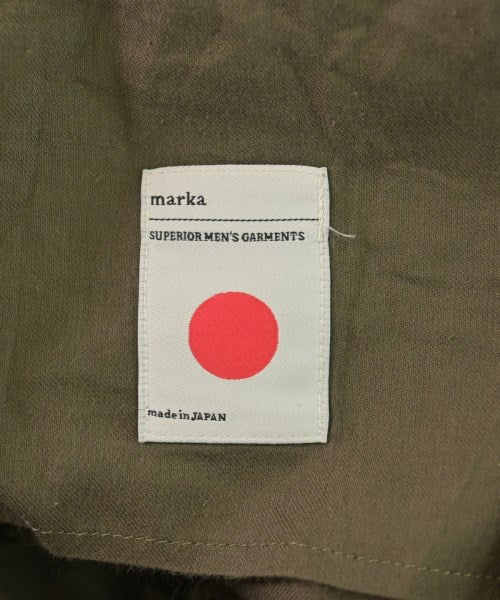 marka
SUPERIOR MEN'S GARMENTS
made in JAPAN